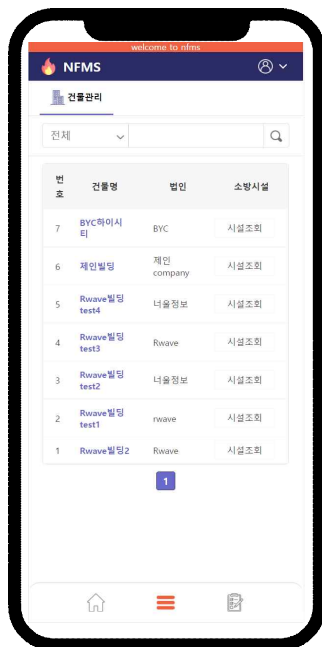 welcome to nfms
NFMS
건물관리
전체
번
호
건물명
법인
소방시설
7
BYC하이시
티
BYC
시설조회
6
제인빌딩
제인
company
시설조회
5
Rwave빌딩
test4
너울정보
시설조회
4
Rwave빌딩
test3
Rwave
시설조회
3
Rwave빌딩
test2
너울정보
시설조회
2
Rwave빌딩
test1
rwave
시설조회
1
Rwave빌딩2
Rwave
시설조회
1